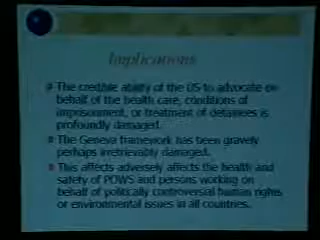 Implications
The credible ability of the US to advocate on
behalf of the health care, conditions of
imprisonment, or treatment of detainees is
profoundly damaged.
The Geneva framework has been gravely
perhaps irretrievably damaged.
This affects adversely affects the health and
safety of POWS and persons working on
behalf of politically controversial human rights
or environmental issues in all countries.